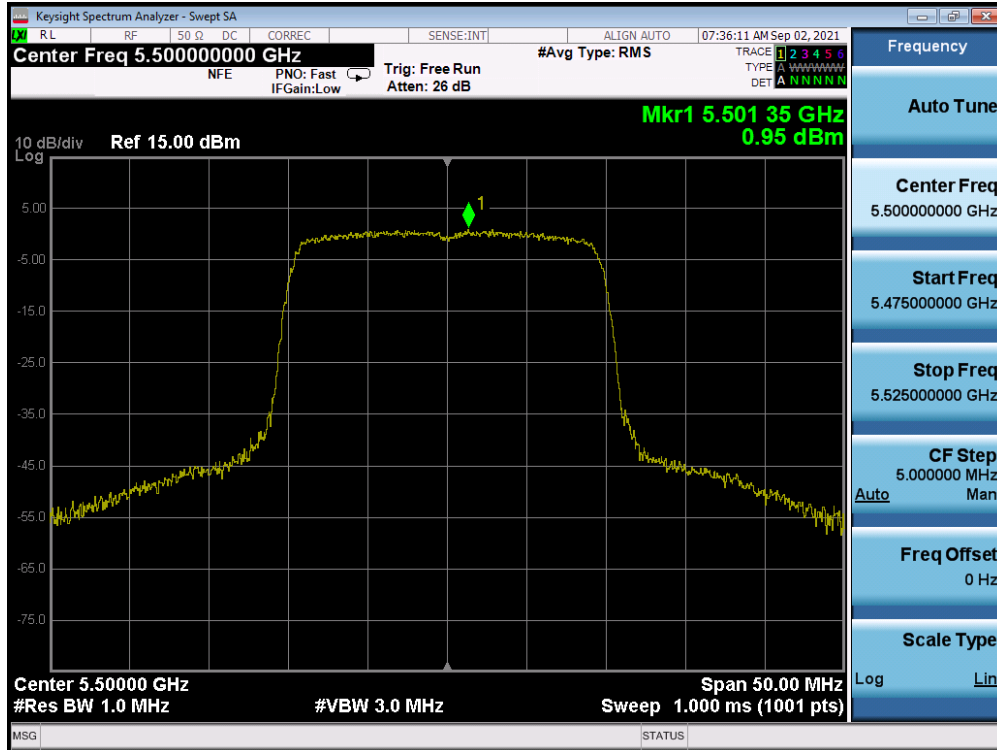 Keysight Spectrum Analyzer - Swept SA
LXI RL RF 50 Ω DC CORREC SENSE:INT ALIGN AUTO 07:36:11 AM Sep 02, 2021
Center Freq 5.500000000 GHz #Avg Type: RMS TRACE 1 2 3 4 5 6
NFE PNO: Fast Trig: Free Run TYPE A WWWWW
IFGain:Low Atten: 26 dB DET A N N N N N
Mkr1 5.501 35 GHz
0.95 dBm
10 dB/div Ref 15.00 dBm
Log
1
5.00
-5.00
-15.0
-25.0
-35.0
-45.0
-55.0
-65.0
-75.0
Center 5.50000 GHz Span 50.00 MHz
#Res BW 1.0 MHz #VBW 3.0 MHz Sweep 1.000 ms (1001 pts)
MSG STATUS
Frequency
Auto Tune
Center Freq
5.500000000 GHz
Start Freq
5.475000000 GHz
Stop Freq
5.525000000 GHz
CF Step
5.000000 MHz
Auto Man
Freq Offset
0 Hz
Scale Type
Log Lin